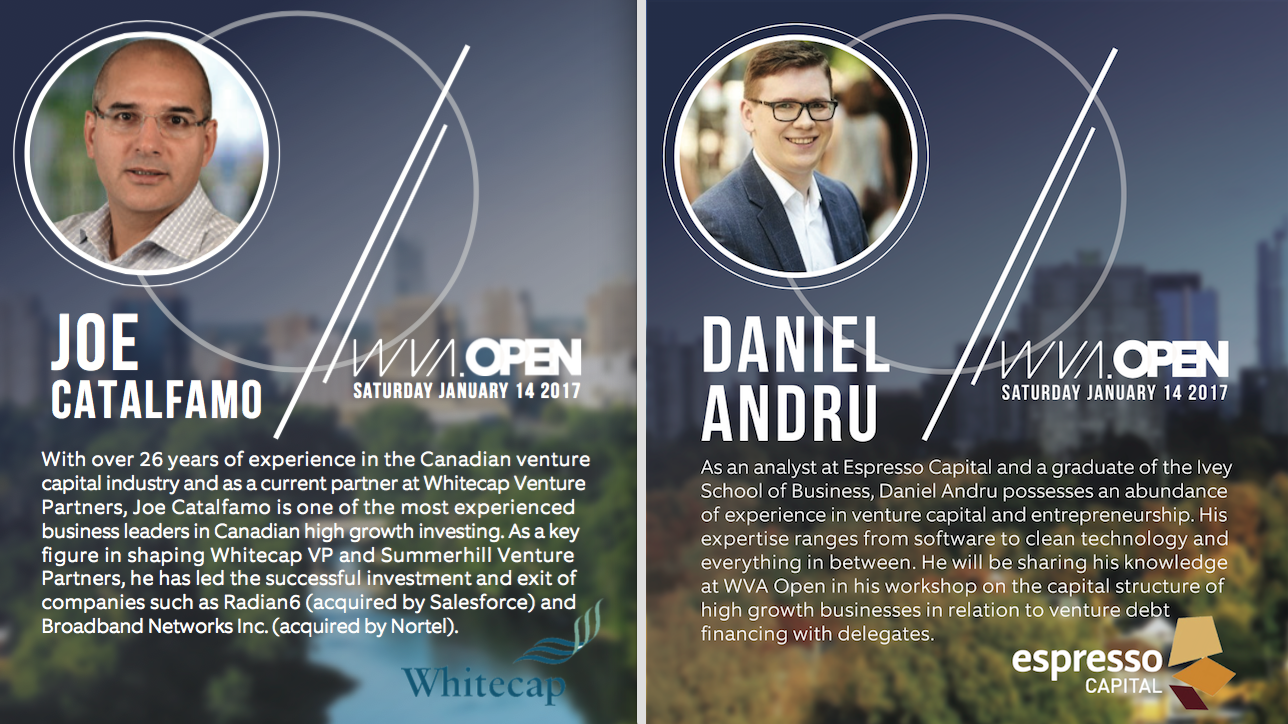 JOE
CATALFAMO
WVA.OPEN
SATURDAY JANUARY 14 2017
With over 26 years of experience in the Canadian venture
capital industry and as a current partner at Whitecap Venture
Partners, Joe Catalfamo is one of the most experienced
business leaders in Canadian high growth investing. As a key
figure in shaping Whitecap VP and Summerhill Venture
Partners, he has led the successful investment and exit of
companies such as Radian6 (acquired by Salesforce) and
Broadband Networks Inc. (acquired by Nortel).
Whitecap
DANIEL
ANDRU
WVA.OPEN
SATURDAY JANUARY 14 2017
As an analyst at Espresso Capital and a graduate of the Ivey
School of Business, Daniel Andru possesses an abundance
of experience in venture capital and entrepreneurship. His
expertise ranges from software to clean technology and
everything in between. He will be sharing his knowledge
at WVA Open in his workshop on the capital structure of
high growth businesses in relation to venture debt
financing with delegates.
espresso
CAPITAL